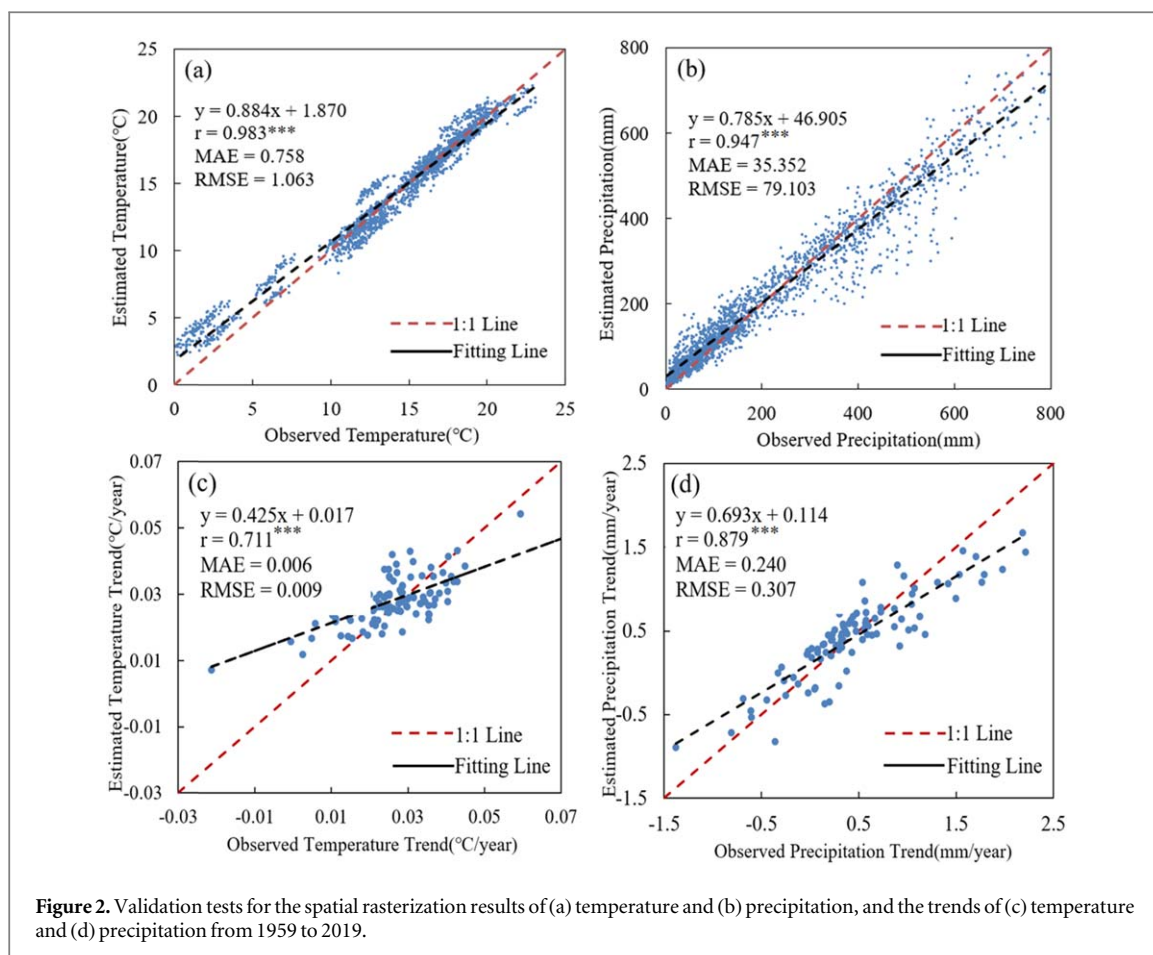 (a)
y = 0.884x + 1.870
r = 0.983***
MAE = 0.758
RMSE = 1.063
Estimated Temperature(℃)
25
20
15
10
5
0
1:1 Line
Fitting Line
0 5 10 15 20 25
Observed Temperature(℃)
(b)
y = 0.785x + 46.905
r = 0.947***
MAE = 35.352
RMSE = 79.103
Estimated Precipitation(mm)
800
600
400
200
0
1:1 Line
Fitting Line
0 200 400 600 800
Observed Precipitation(mm)
(c)
y = 0.425x + 0.017
r = 0.711***
MAE = 0.006
RMSE = 0.009
Estimated Temperature Trend(℃/year)
0.07
0.05
0.03
0.01
-0.01
-0.03
1:1 Line
Fitting Line
-0.03 -0.01 0.01 0.03 0.05 0.07
Observed Temperature Trend(℃/year)
(d)
y = 0.693x + 0.114
r = 0.879***
MAE = 0.240
RMSE = 0.307
Estimated Precipitation Trend(mm/year)
2.5
1.5
0.5
-0.5
-1.5
1:1 Line
Fitting Line
-1.5 -0.5 0.5 1.5 2.5
Observed Precipitation Trend(mm/year)
Figure 2. Validation tests for the spatial rasterization results of (a) temperature and (b) precipitation, and the trends of (c) temperature
and (d) precipitation from 1959 to 2019.